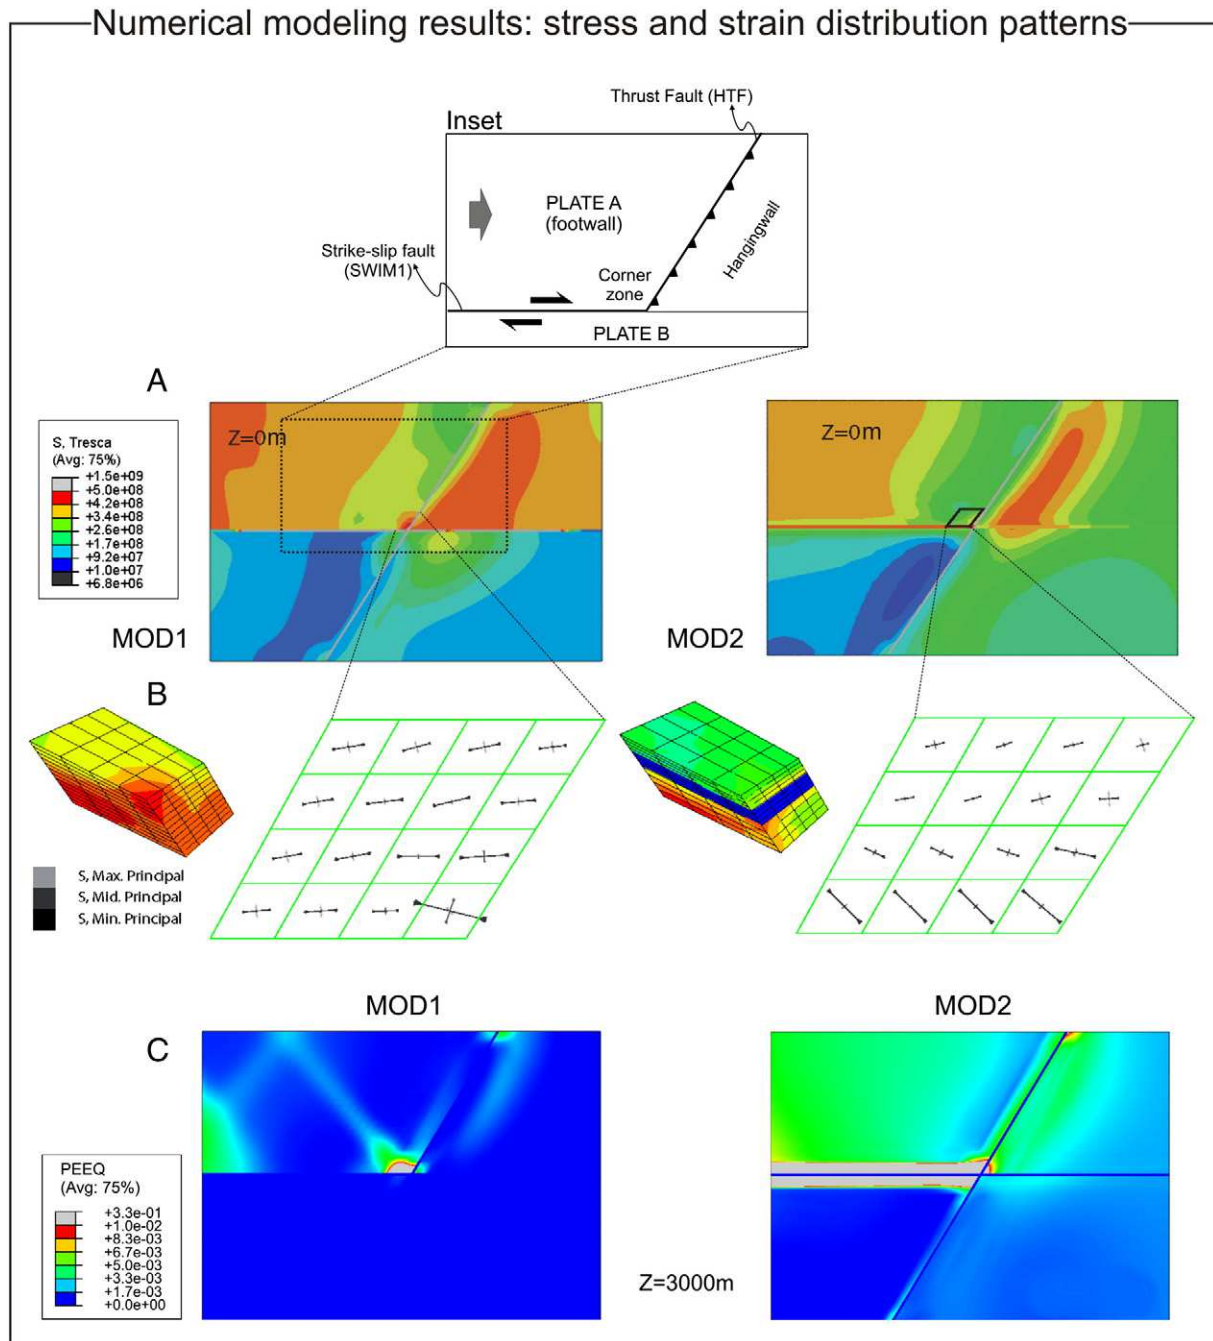 Numerical modeling results: stress and strain distribution patterns
Thrust Fault (HTF)
Inset
PLATE A
(footwall)
Hangingwall
Strike-slip fault
(SWIM1)
Corner
zone
PLATE B
A
S, Tresca
(Avg: 75%)
+1.5e+09
+5.0e+08
+4.2e+08
+3.4e+08
+2.6e+08
+1.7e+08
+9.2e+07
+1.0e+07
+6.8e+06
Z=0m
Z=0m
MOD1
MOD2
B
S, Max. Principal
S, Mid. Principal
S, Min. Principal
MOD1
MOD2
C
PEEQ
(Avg: 75%)
+3.3e-01
+1.0e-02
+8.3e-03
+6.7e-03
+5.0e-03
+3.3e-03
+1.7e-03
+0.0e+00
Z=3000m